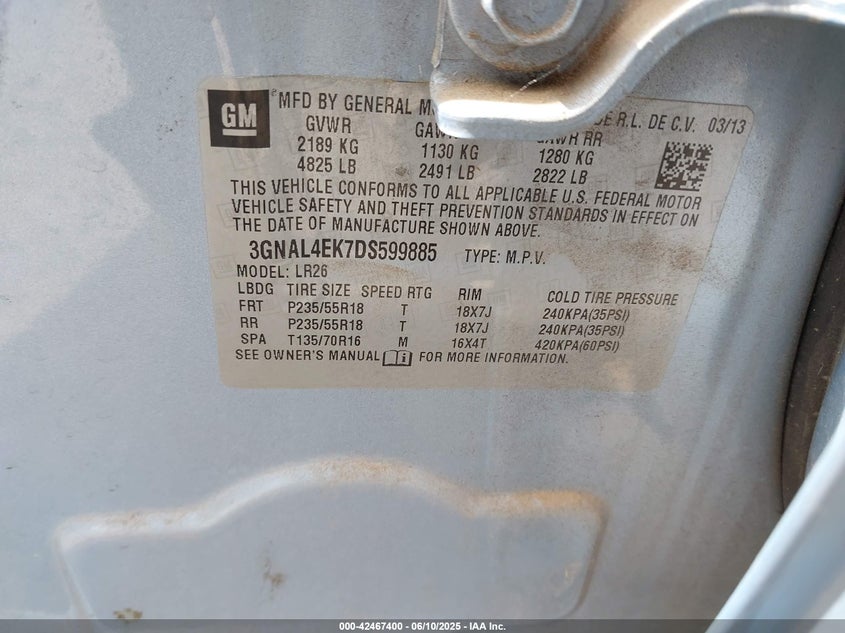 GM
MFD BY GENERAL M DE R.L. DE C.V. 03/13
GVWR GAW GAWR RR
2189 KG 1130 KG 1280 KG
4825 LB 2491 LB 2822 LB
THIS VEHICLE CONFORMS TO ALL APPLICABLE U.S. FEDERAL MOTOR
VEHICLE SAFETY AND THEFT PREVENTION STANDARDS IN EFFECT ON
THE DATE OF MANUFACTURE SHOWN ABOVE.
3GNAL4EK7DS599885 TYPE: M.P.V.
MODEL: LR26
LBDG TIRE SIZE SPEED RTG RIM COLD TIRE PRESSURE
FRT P235/55R18 T 18X7J 240KPA(35PSI)
RR P235/55R18 T 18X7J 240KPA(35PSI)
SPA T135/70R16 M 16X4T 420KPA(60PSI)
SEE OWNER'S MANUAL FOR MORE INFORMATION.
000-42467400 - 06/10/2025 - IAA Inc.